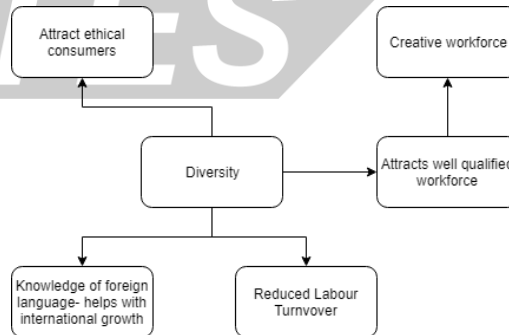 Attract ethical
consumers
Creative workforce
Diversity
Attracts well qualified
workforce
Knowledge of foreign
language- helps with
international growth
Reduced Labour
Turnover